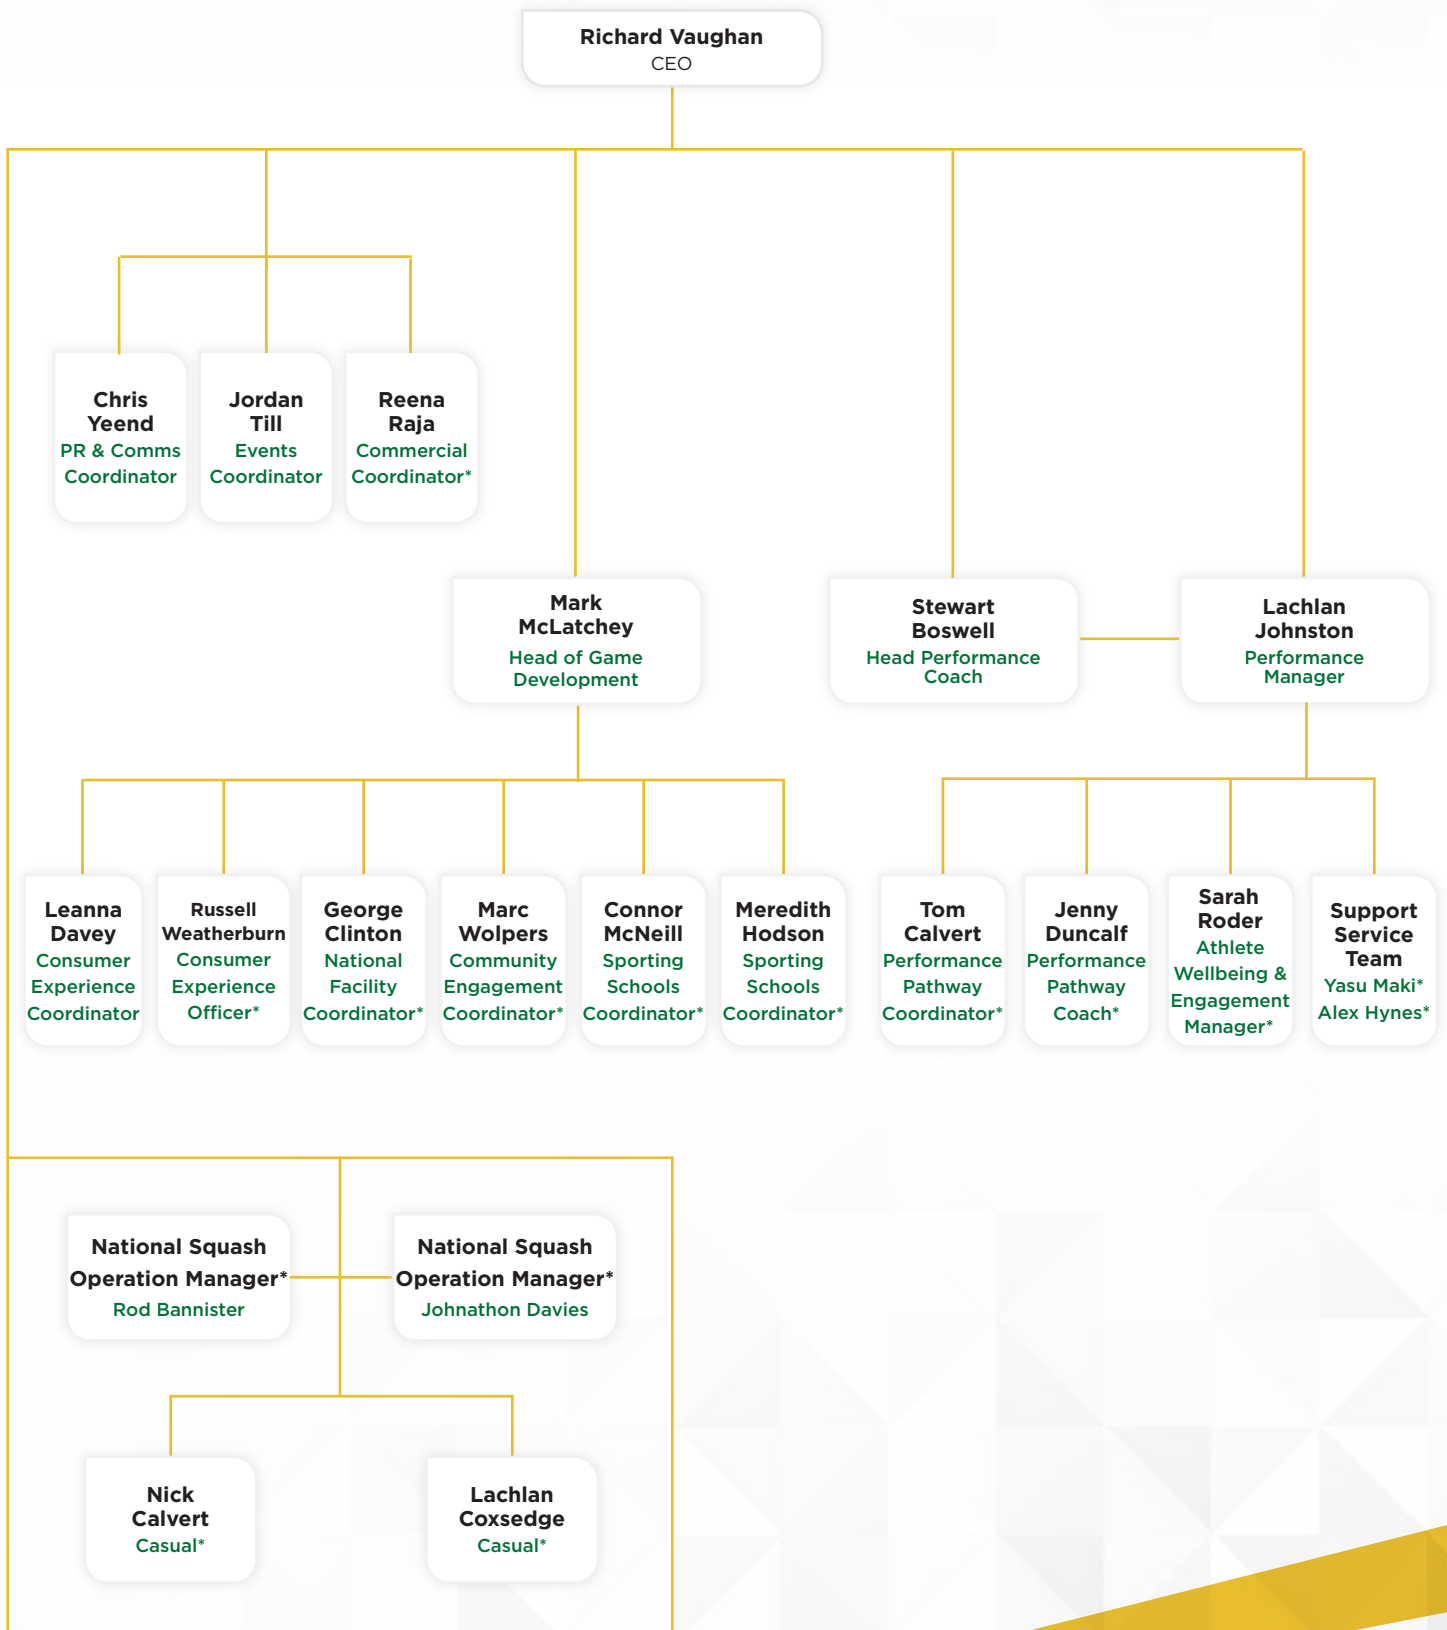 Richard Vaughan
CEO
Chris
Yeend
PR & Comms
Coordinator
Jordan
Till
Events
Coordinator
Reena
Raja
Commercial
Coordinator*
Mark
McLatchey
Head of Game
Development
Stewart
Boswell
Head Performance
Coach
Lachlan
Johnston
Performance
Manager
Leanna
Davey
Consumer
Experience
Coordinator
Russell
Weatherburn
Consumer
Experience
Officer*
George
Clinton
National
Facility
Coordinator*
Marc
Wolpers
Community
Engagement
Coordinator*
Connor
McNeill
Sporting
Schools
Coordinator*
Meredith
Hodson
Sporting
Schools
Coordinator*
Tom
Calvert
Performance
Pathway
Coordinator*
Jenny
Duncalf
Performance
Pathway
Coach*
Sarah
Roder
Athlete
Wellbeing &
Engagement
Manager*
Support
Service
Team
Yasu Maki*
Alex Hynes*
National Squash
Operation Manager*
Rod Bannister
National Squash
Operation Manager*
Johnathon Davies
Nick
Calvert
Casual*
Lachlan
Coxsedge
Casual*